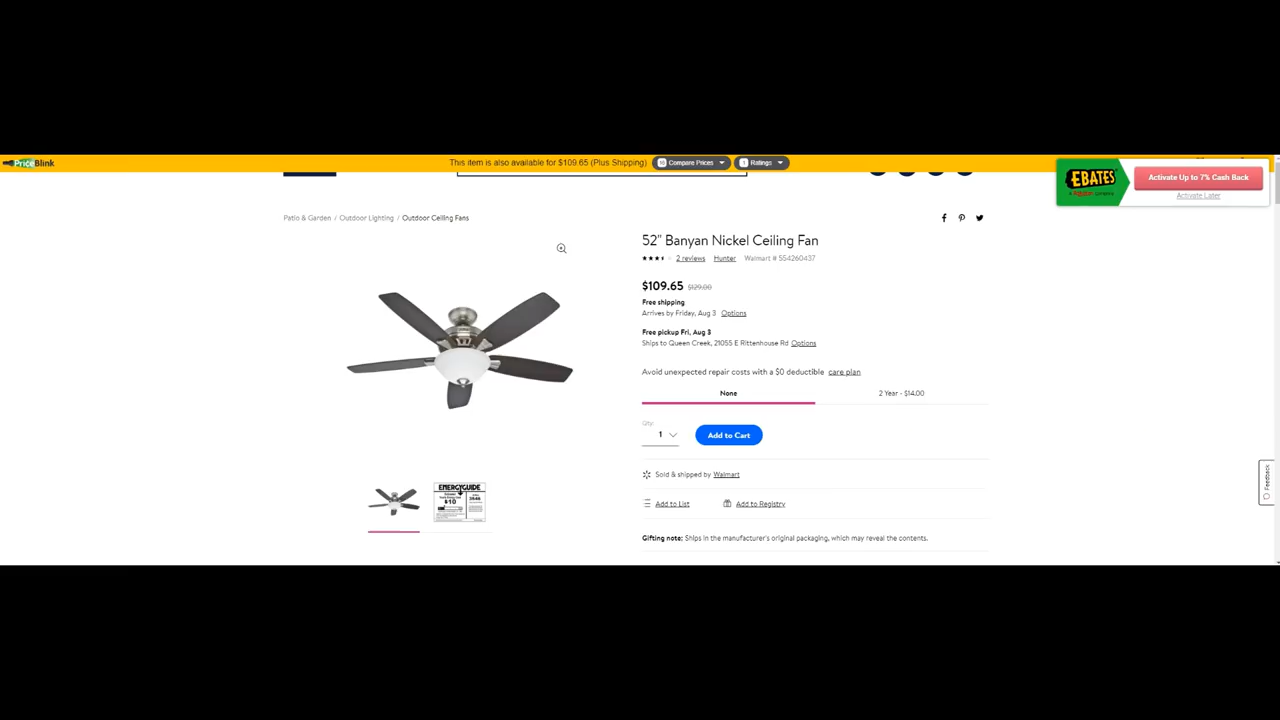 PriceBlink
This item is also available for $109.65 (Plus Shipping)
Compare Prices
Ratings
EBATES
Activate Up to 7% Cash Back
Activate Later
Patio & Garden / Outdoor Lighting / Outdoor Ceiling Fans
52" Banyan Nickel Ceiling Fan
2 reviews Hunter Walmart # 554260437
$109.65 $129.00
Free shipping
Arrives by Friday, Aug 3 Options
Free pickup Fri, Aug 3
Ships to Queen Creek, 21055 E Rittenhouse Rd Options
Avoid unexpected repair costs with a $0 deductible care plan
None
2 Year - $14.00
Qty:
1
Add to Cart
Sold & shipped by Walmart
Add to List
Add to Registry
Gifting note: Ships in the manufacturer's original packaging, which may reveal the contents.
ENERGYGUIDE
$10
Feedback